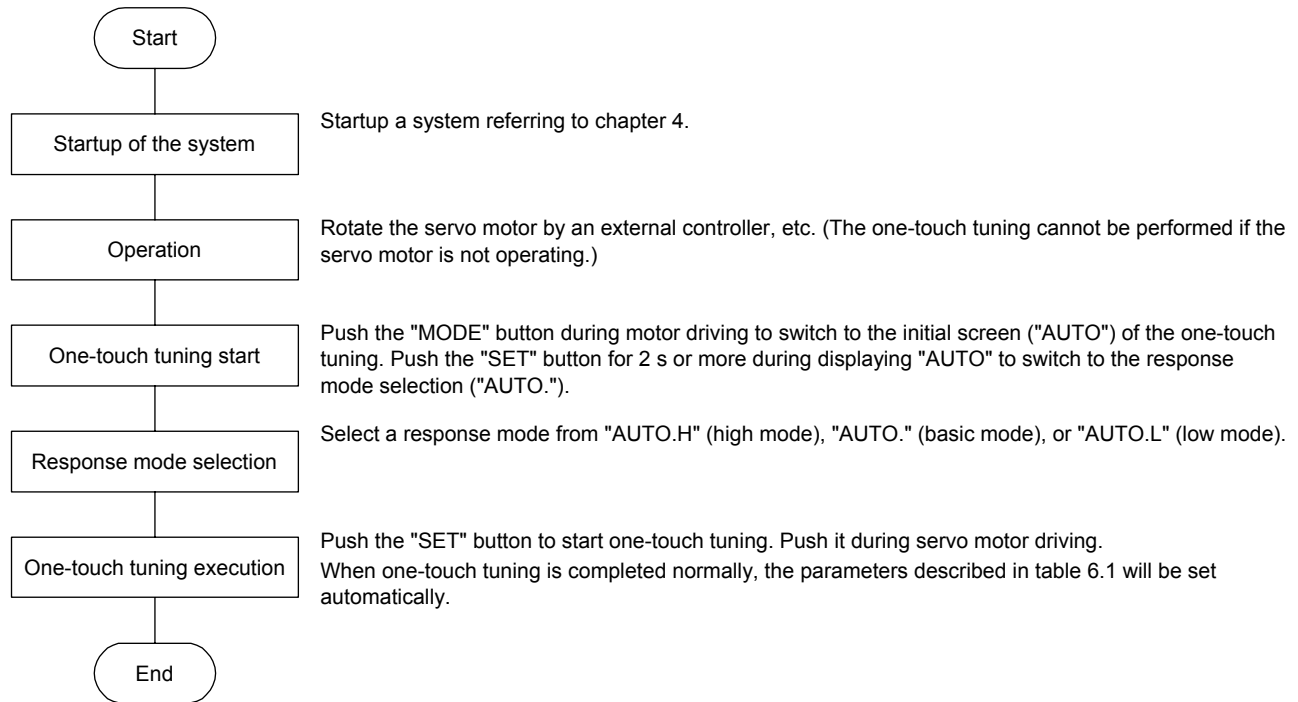 Start
Startup of the system
Startup a system referring to chapter 4.
Operation
Rotate the servo motor by an external controller, etc. (The one-touch tuning cannot be performed if the
servo motor is not operating.)
One-touch tuning start
Push the "MODE" button during motor driving to switch to the initial screen ("AUTO") of the one-touch
tuning. Push the "SET" button for 2 s or more during displaying "AUTO" to switch to the response
mode selection ("AUTO.").
Response mode selection
Select a response mode from "AUTO.H" (high mode), "AUTO." (basic mode), or "AUTO.L" (low mode).
One-touch tuning execution
Push the "SET" button to start one-touch tuning. Push it during servo motor driving.
When one-touch tuning is completed normally, the parameters described in table 6.1 will be set
automatically.
End